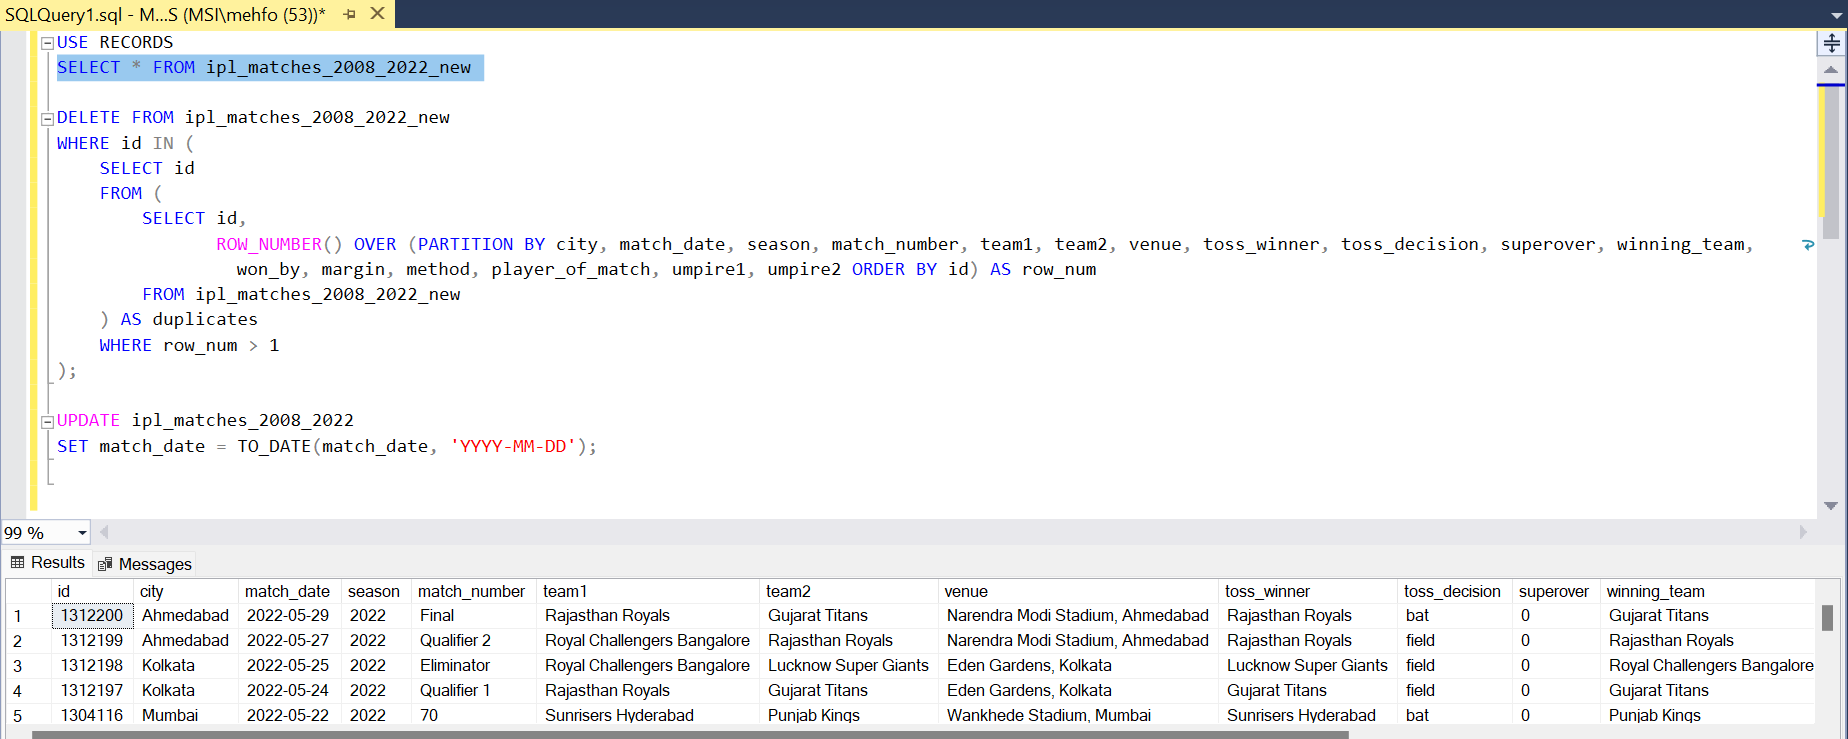 SQLQuery1.sql - M...S (MSI\mehfo (53))*
USE RECORDS
SELECT * FROM ipl_matches_2008_2022_new
DELETE FROM ipl_matches_2008_2022_new
WHERE id IN (
SELECT id
FROM (
SELECT id,
ROW_NUMBER() OVER (PARTITION BY city, match_date, season, match_number, team1, team2, venue, toss_winner, toss_decision, superover, winning_team,
won_by, margin, method, player_of_match, umpire1, umpire2 ORDER BY id) AS row_num
FROM ipl_matches_2008_2022_new
) AS duplicates
WHERE row_num > 1
);
UPDATE ipl_matches_2008_2022
SET match_date = TO_DATE(match_date, 'YYYY-MM-DD');
99 %
Results Messages
id city match_date season match_number team1 team2 venue toss_winner toss_decision superover winning_team
1 1312200 Ahmedabad 2022-05-29 2022 Final Rajasthan Royals Gujarat Titans Narendra Modi Stadium, Ahmedabad Rajasthan Royals bat 0 Gujarat Titans
2 1312199 Ahmedabad 2022-05-27 2022 Qualifier 2 Royal Challengers Bangalore Rajasthan Royals Narendra Modi Stadium, Ahmedabad Rajasthan Royals field 0 Rajasthan Royals
3 1312198 Kolkata 2022-05-25 2022 Eliminator Royal Challengers Bangalore Lucknow Super Giants Eden Gardens, Kolkata Lucknow Super Giants field 0 Royal Challengers Bangalore
4 1312197 Kolkata 2022-05-24 2022 Qualifier 1 Rajasthan Royals Gujarat Titans Eden Gardens, Kolkata Gujarat Titans field 0 Gujarat Titans
5 1304116 Mumbai 2022-05-22 2022 70 Sunrisers Hyderabad Punjab Kings Wankhede Stadium, Mumbai Sunrisers Hyderabad bat 0 Punjab Kings